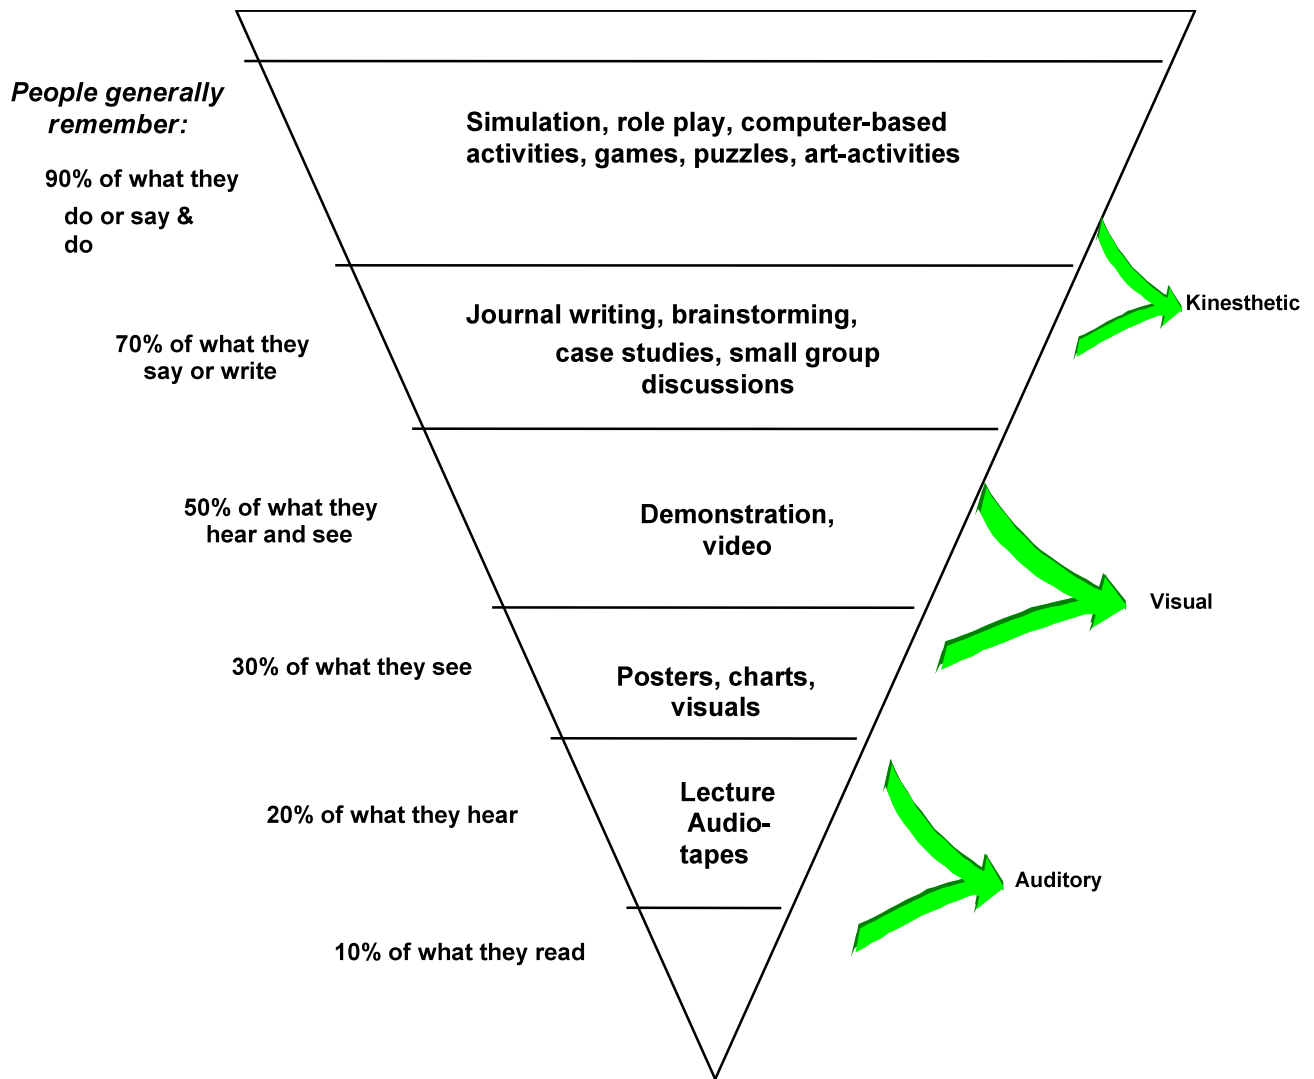 People generally
remember:
90% of what they
do or say &
do
Simulation, role play, computer-based
activities, games, puzzles, art-activities
Kinesthetic
70% of what they
say or write
Journal writing, brainstorming,
case studies, small group
discussions
50% of what they
hear and see
Demonstration,
video
Visual
30% of what they see
Posters, charts,
visuals
20% of what they hear
Lecture
Audio-
tapes
Auditory
10% of what they read